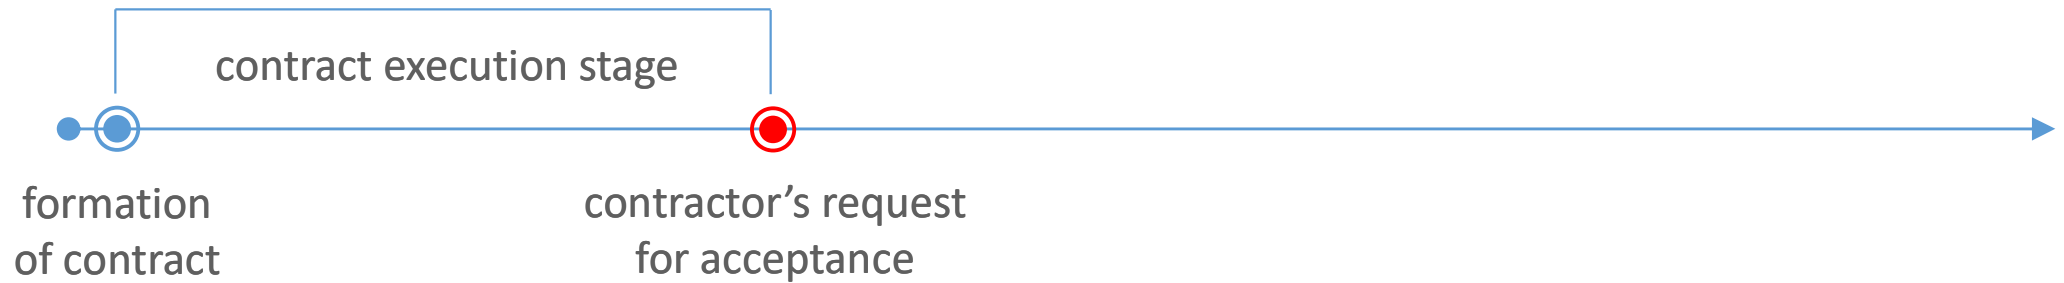 contract execution stage
formation
of contract
contractor’s request
for acceptance